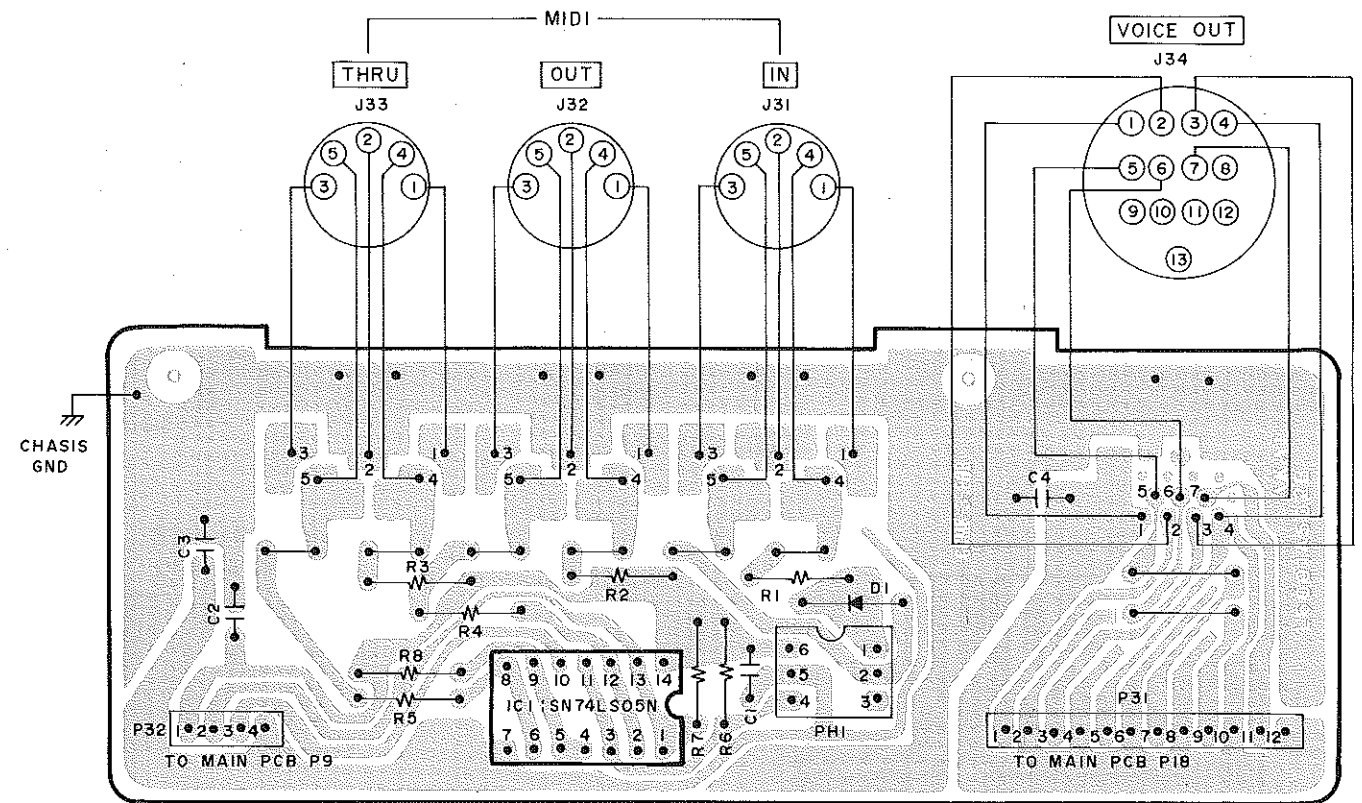 MIDI
THRU
OUT
IN
VOICE OUT
J33
J32
J31
J34
2
5 4
3 1
2
5 4
3 1
2
5 4
3 1
1 2 3 4
5 6 7 8
9 10 11 12
13
CHASIS
GND
3 2 1
5 4
3 2 1
5 4
3 2 1
5 4
C4
5 6 7
1 2 3 4
C3
C2
R3
R4
R2
R1
D1
R8
R5
8 9 10 11 12 13 14
IC1 : SN74LS05N
7 6 5 4 3 2 1
R7
R6
C1
6 1
5 2
4 3
PH1
P32 1 2 3 4
TO MAIN PCB P9
P31
1 2 3 4 5 6 7 8 9 10 11 12
TO MAIN PCB P18